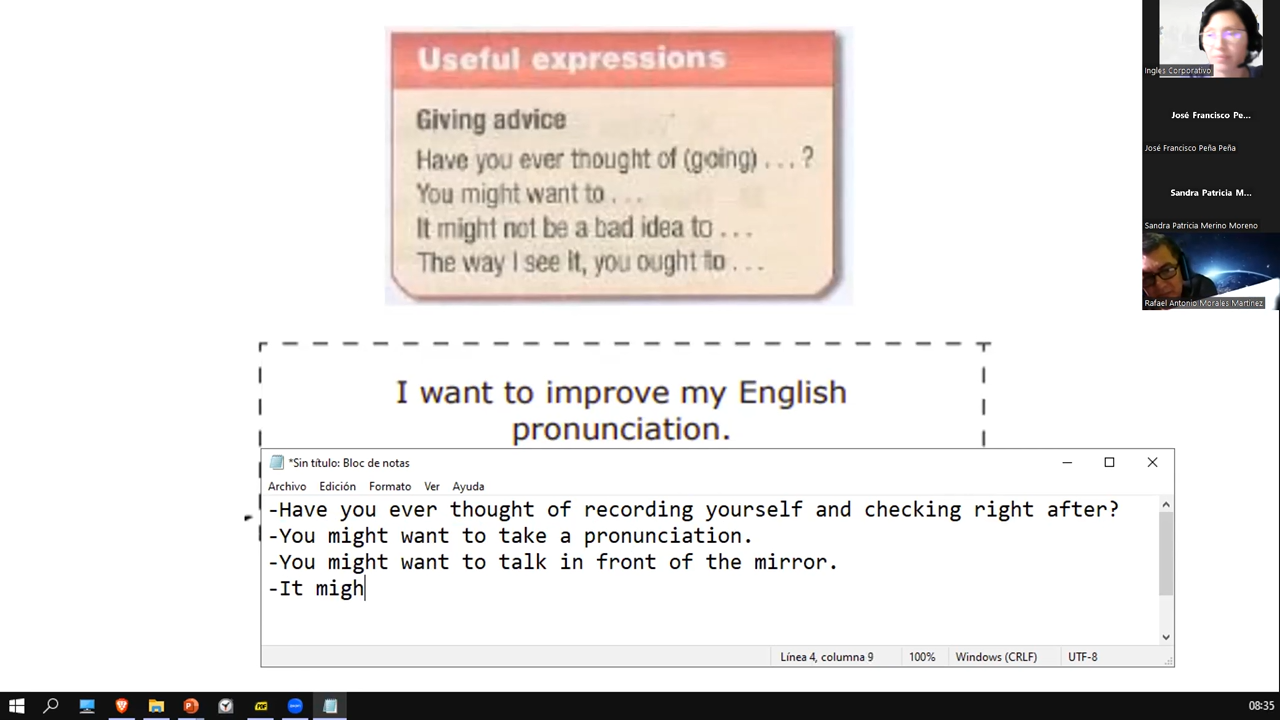 Useful expressions
Giving advice
Have you ever thought of (going) . . . ?
You might want to . . .
It might not be a bad idea to . . .
The way I see it, you ought to . . .
I want to improve my English
pronunciation.
*Sin título: Bloc de notas
Archivo Edición Formato Ver Ayuda
-Have you ever thought of recording yourself and checking right after?
-You might want to take a pronunciation.
-You might want to talk in front of the mirror.
-It migh
Línea 4, columna 9 100% Windows (CRLF) UTF-8
Inglés Corporativo
José Francisco Pe...
José Francisco Peña Peña
Sandra Patricia M...
Sandra Patricia Merino Moreno
Rafael Antonio Morales Martinez
08:35